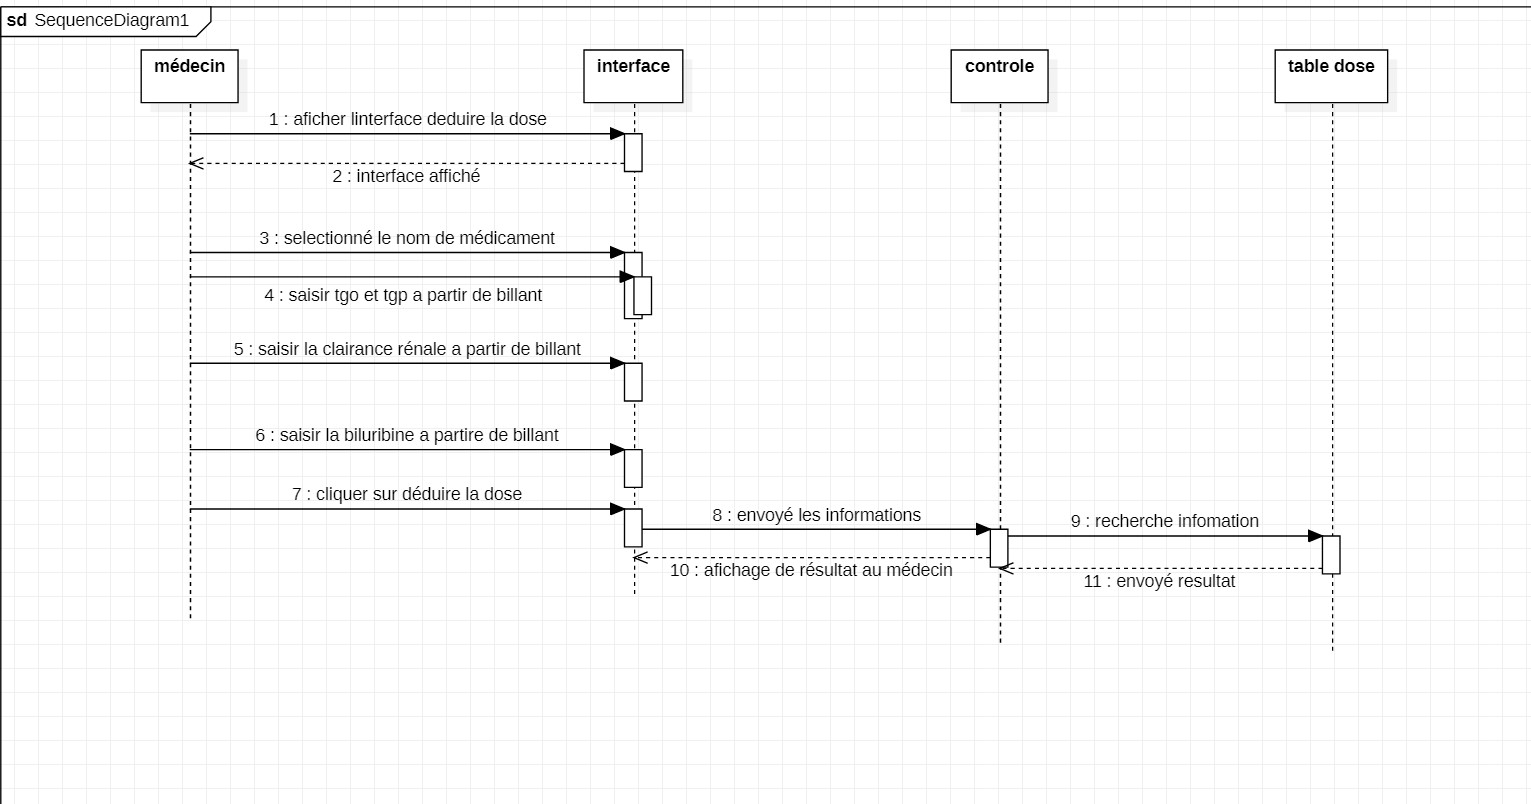 sd SequenceDiagram1
médecin
interface
controle
table dose
1 : aficher linterface deduire la dose
2 : interface affiché
3 : selectionné le nom de médicament
4 : saisir tgo et tgp a partir de billant
5 : saisir la clairance rénale a partir de billant
6 : saisir la biluribine a partire de billant
7 : cliquer sur déduire la dose
8 : envoyé les informations
9 : recherche infomation
10 : afichage de résultat au médecin
11 : envoyé resultat